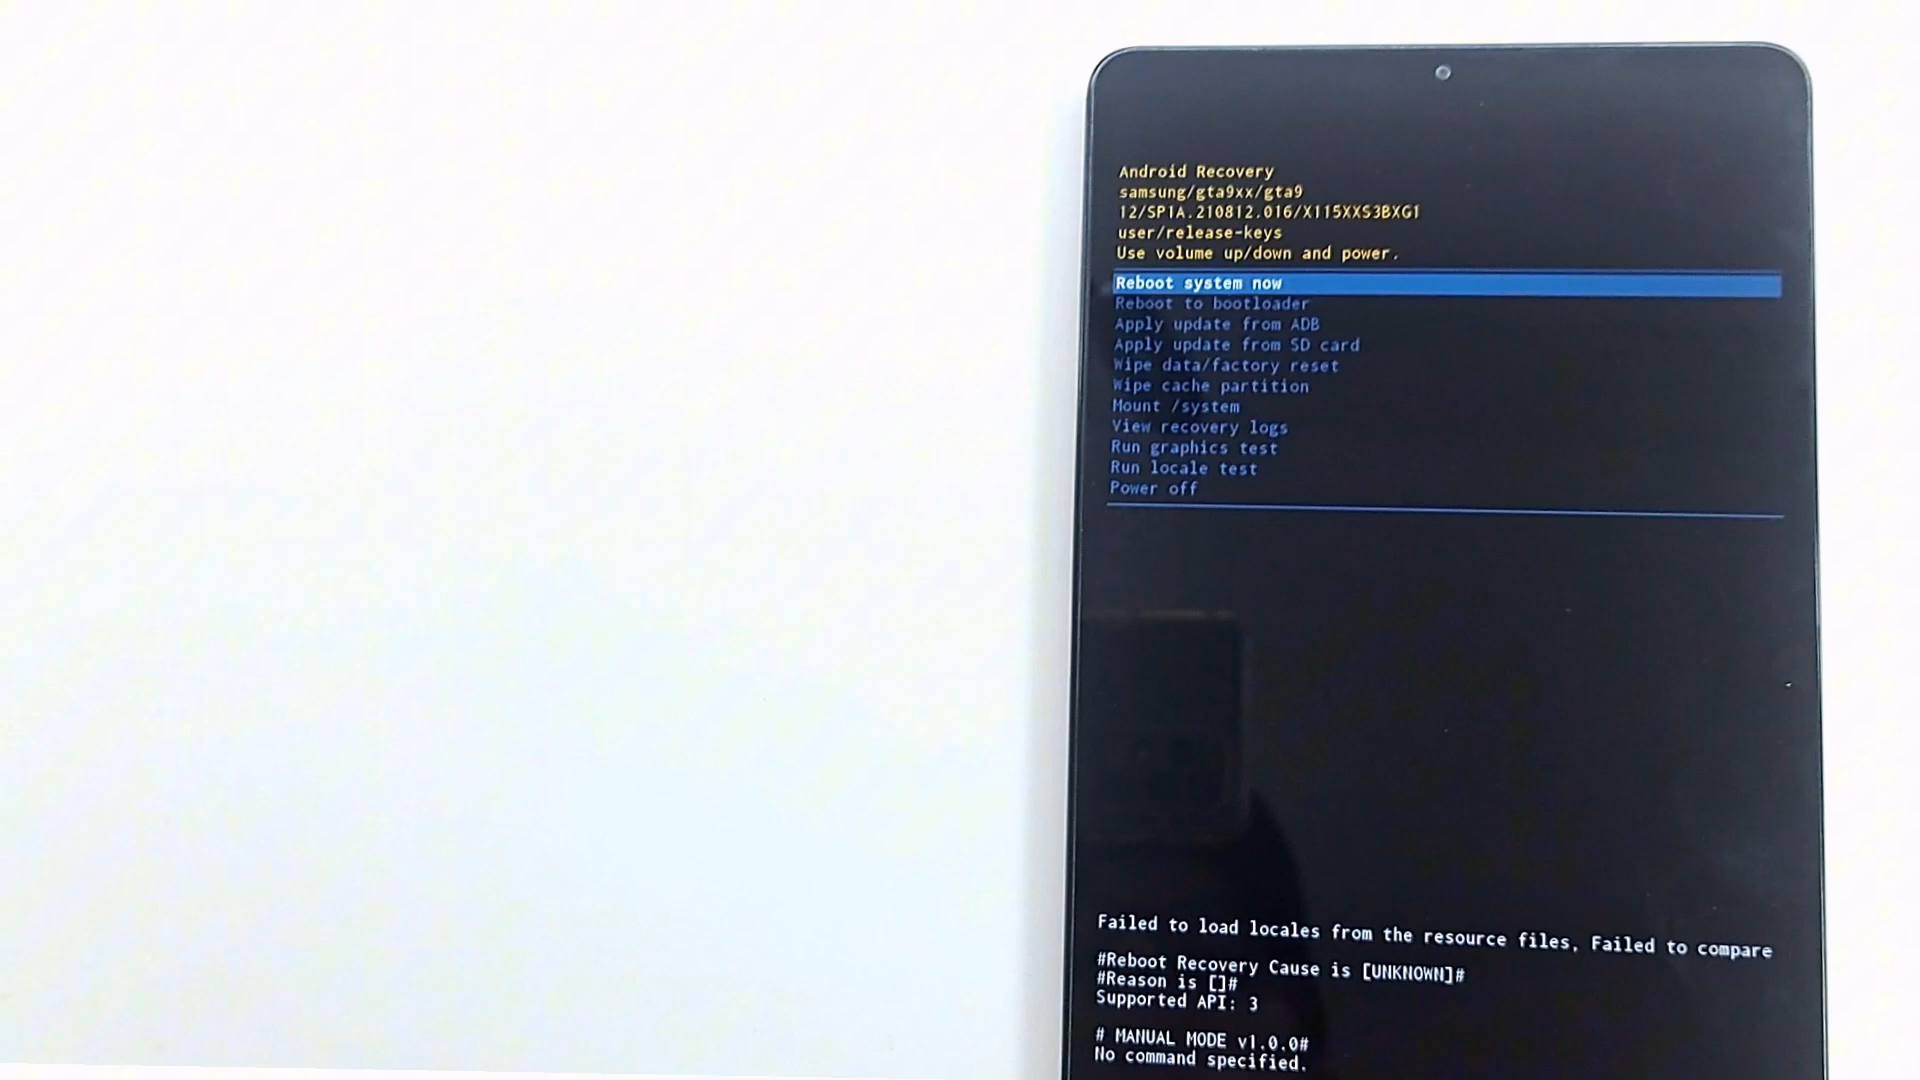 Android Recovery
samsung/gta9xx/gta9
12/SP1A.210812.016/X115XXS3BXG1
user/release-keys
Use volume up/down and power.
Reboot system now
Reboot to bootloader
Apply update from ADB
Apply update from SD card
Wipe data/factory reset
Wipe cache partition
Mount /system
View recovery logs
Run graphics test
Run locale test
Power off
Failed to load locales from the resource files. Failed to compare
#Reboot Recovery Cause is [UNKNOWN]#
#Reason is []#
Supported API: 3
# MANUAL MODE v1.0.0#
No command specified.